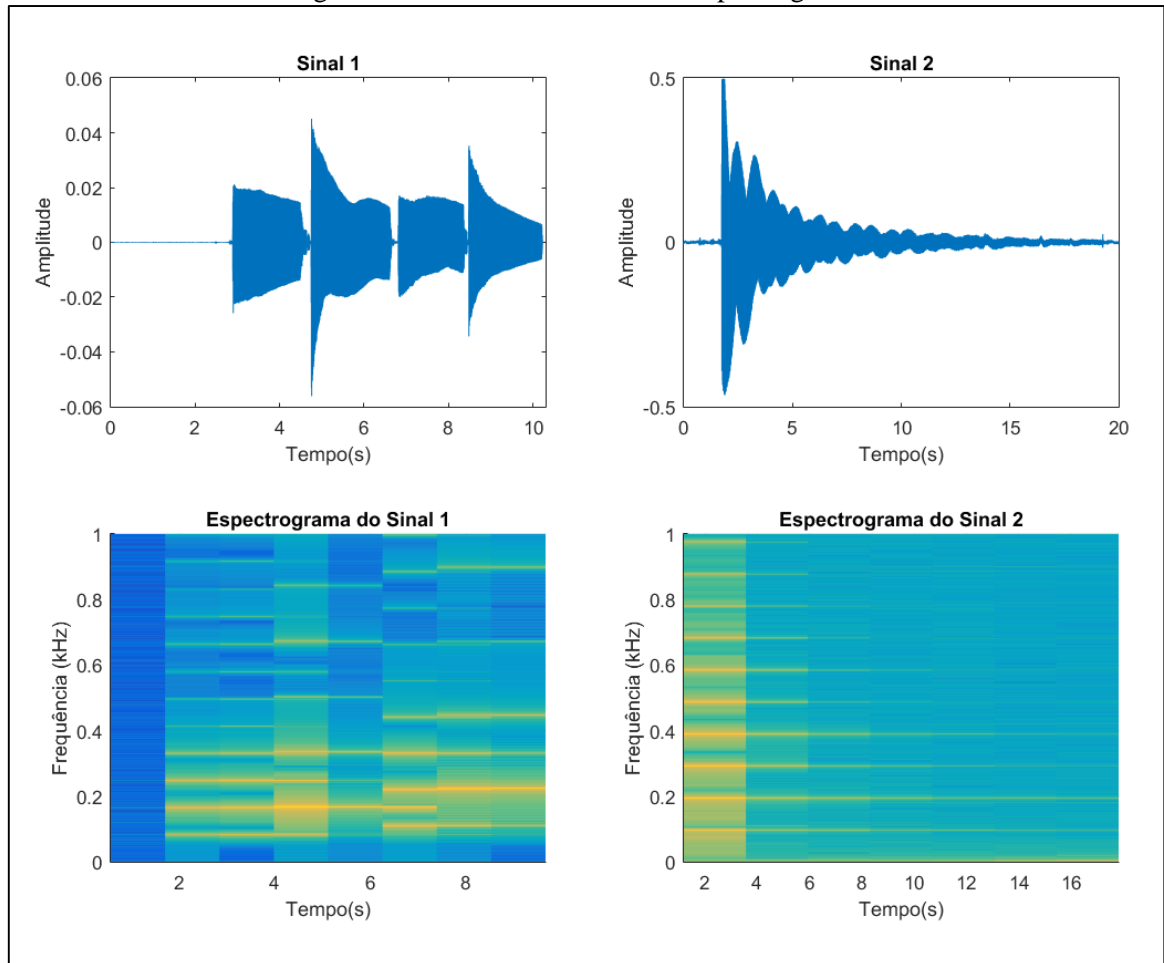 Sinal 1
0.06
0.04
0.02
0
-0.02
-0.04
-0.06
Amplitude
0 2 4 6 8 10
Tempo(s)
Sinal 2
0.5
0
-0.5
Amplitude
0 5 10 15 20
Tempo(s)
Espectrograma do Sinal 1
1
0.8
0.6
0.4
0.2
0
Frequência (kHz)
2 4 6 8
Tempo(s)
Espectrograma do Sinal 2
1
0.8
0.6
0.4
0.2
0
Frequência (kHz)
2 4 6 8 10 12 14 16
Tempo(s)